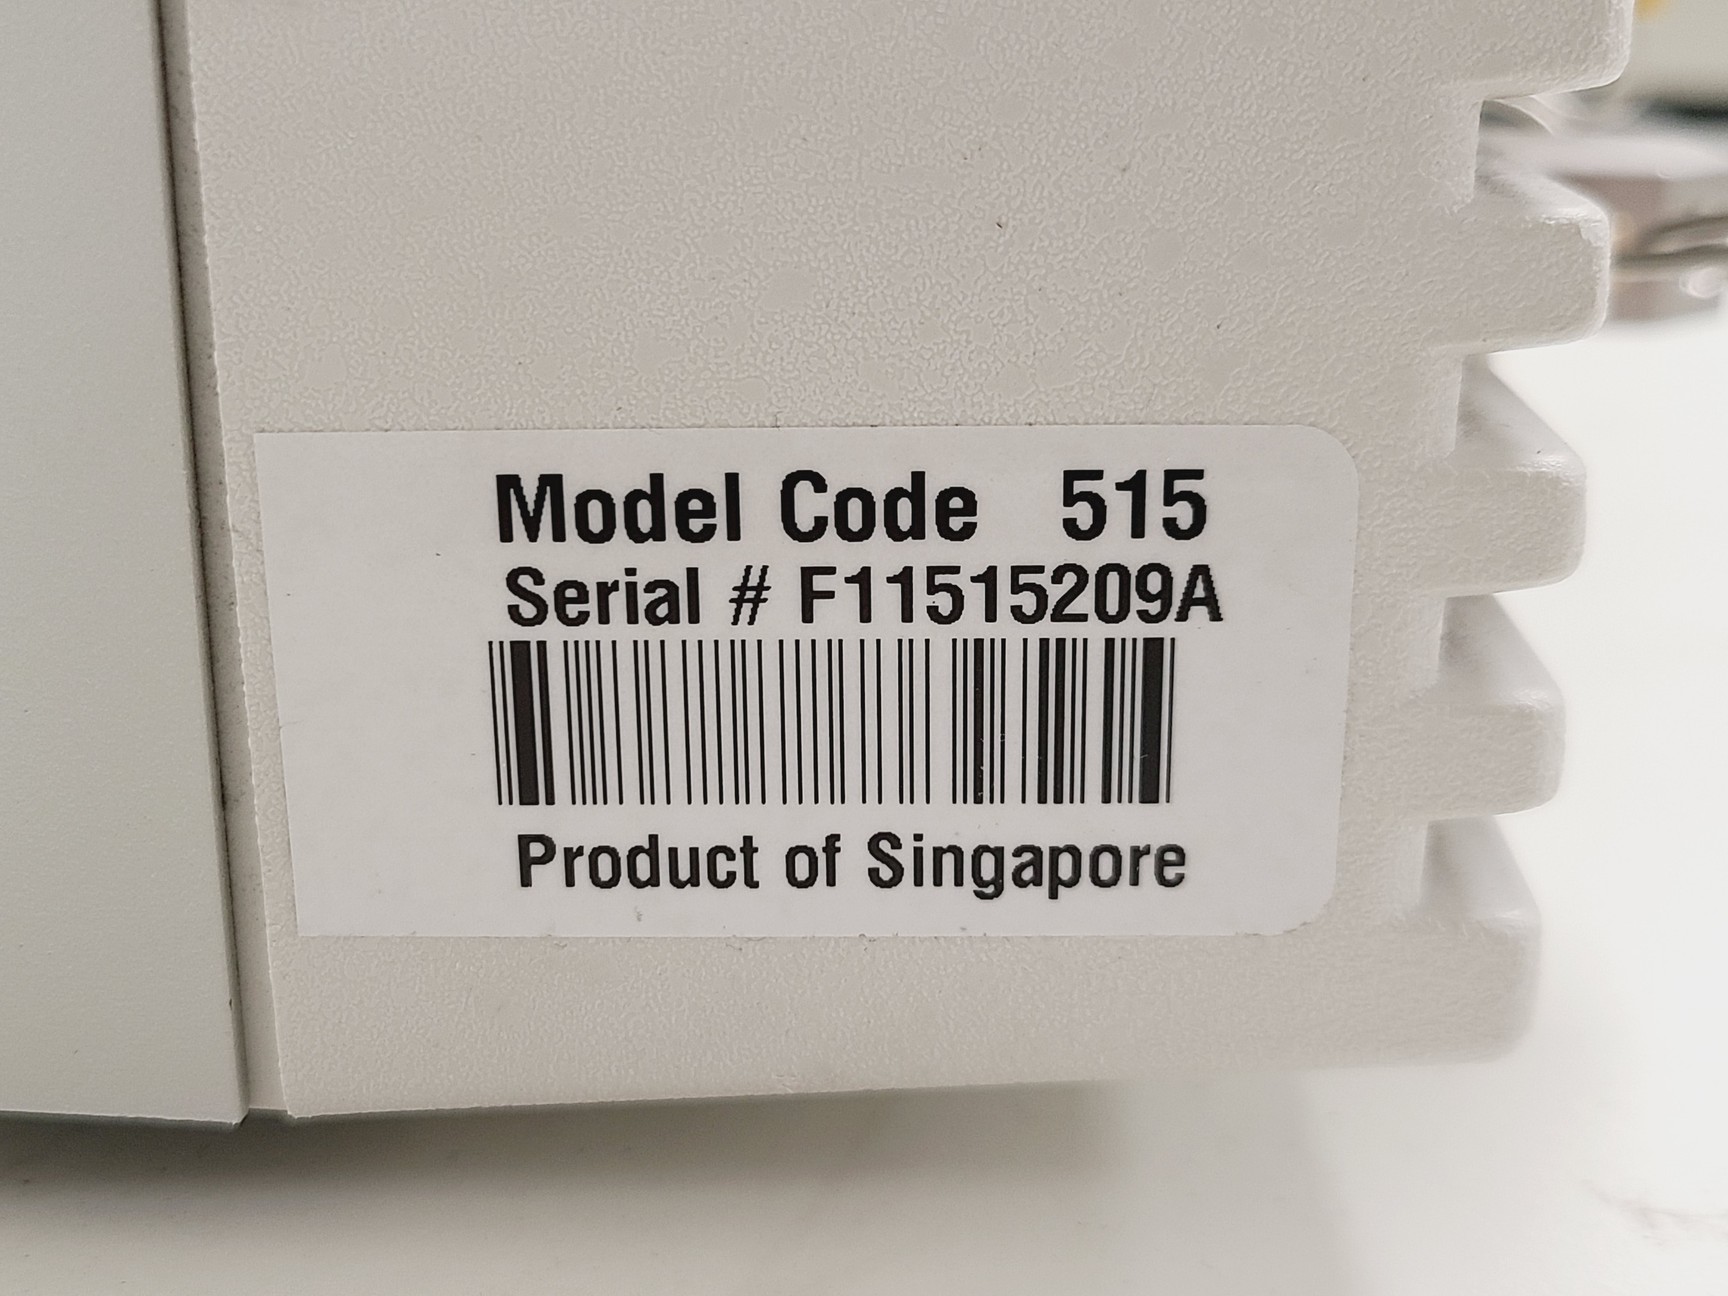 Model Code 515
Serial # F11515209A
Product of Singapore